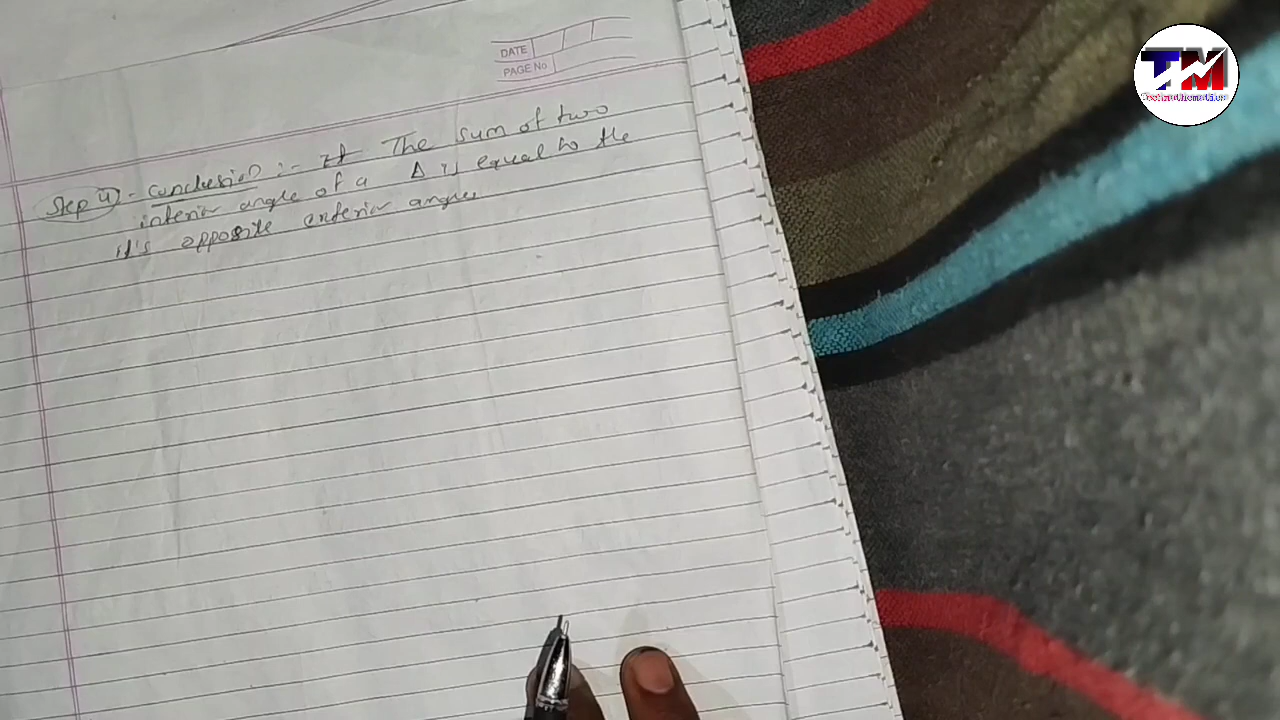 DATE
PAGE No
Step 4 - Conclusion :- If The sum of two
interior angle of a Δ is equal to the
it's opposite exterior angle
TM